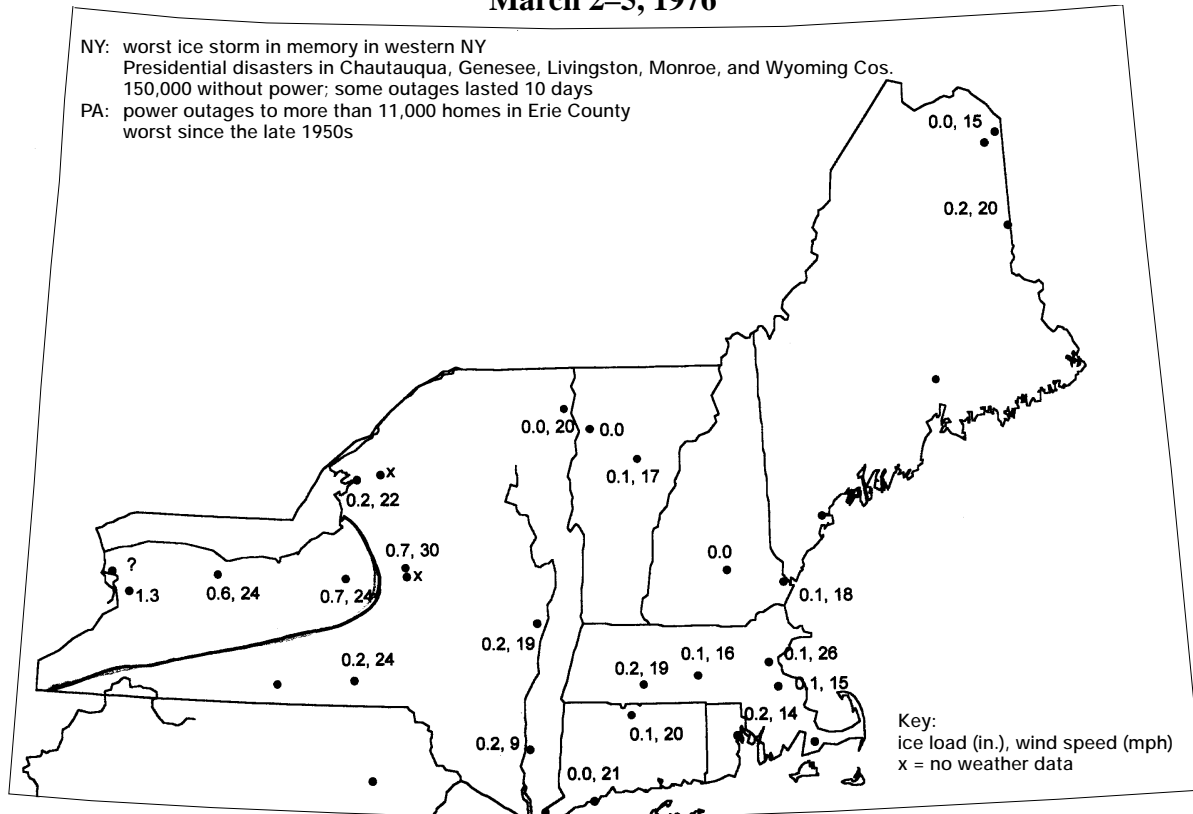 March 2–5, 1976
NY: worst ice storm in memory in western NY
Presidential disasters in Chautauqua, Genesee, Livingston, Monroe, and Wyoming Cos.
150,000 without power; some outages lasted 10 days
PA: power outages to more than 11,000 homes in Erie County
worst since the late 1950s
0.0, 15
0.2, 20
0.0, 20
0.0
0.1, 17
x
0.2, 22
0.7, 30
x
0.0
?
1.3
0.6, 24
0.7, 24
0.1, 18
0.2, 19
0.1, 16
0.1, 26
0.2, 24
0.2, 19
0.1, 15
0.2, 14
0.1, 20
0.2, 9
0.0, 21
Key:
ice load (in.), wind speed (mph)
x = no weather data